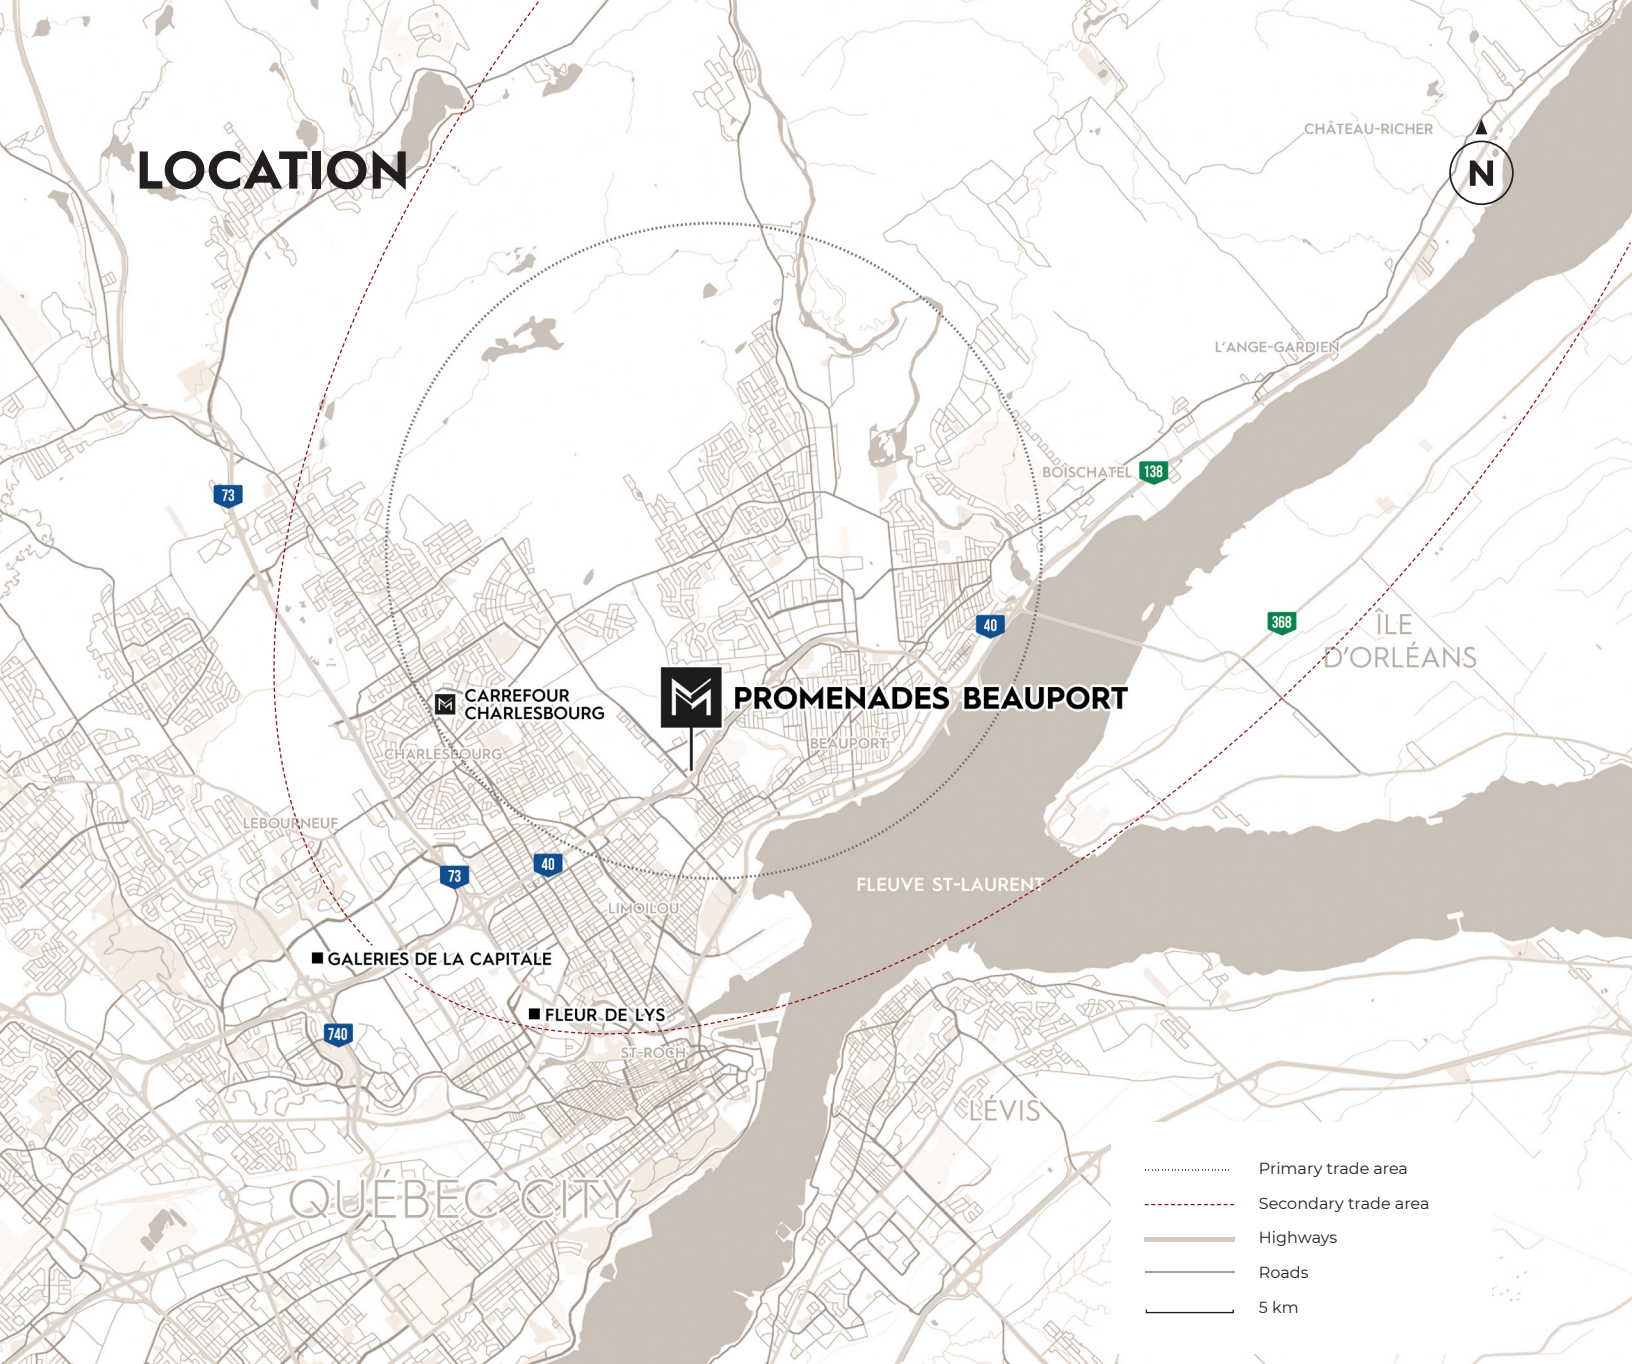 LOCATION
CHÂTEAU-RICHER
N
L'ANGE-GARDIEN
BOÎSCHATEL
138
73
40
368
ÎLE
D'ORLÉANS
CARREFOUR
CHARLESBOURG
PROMENADES BEAUPORT
BEAUPORT
CHARLESBOURG
LEBOURNEUF
73
40
FLEUVE ST-LAURENT
LIMOILOU
GALERIES DE LA CAPITALE
FLEUR DE LYS
740
ST-ROCH
LÉVIS
QUÉBEC CITY
Primary trade area
Secondary trade area
Highways
Roads
5 km